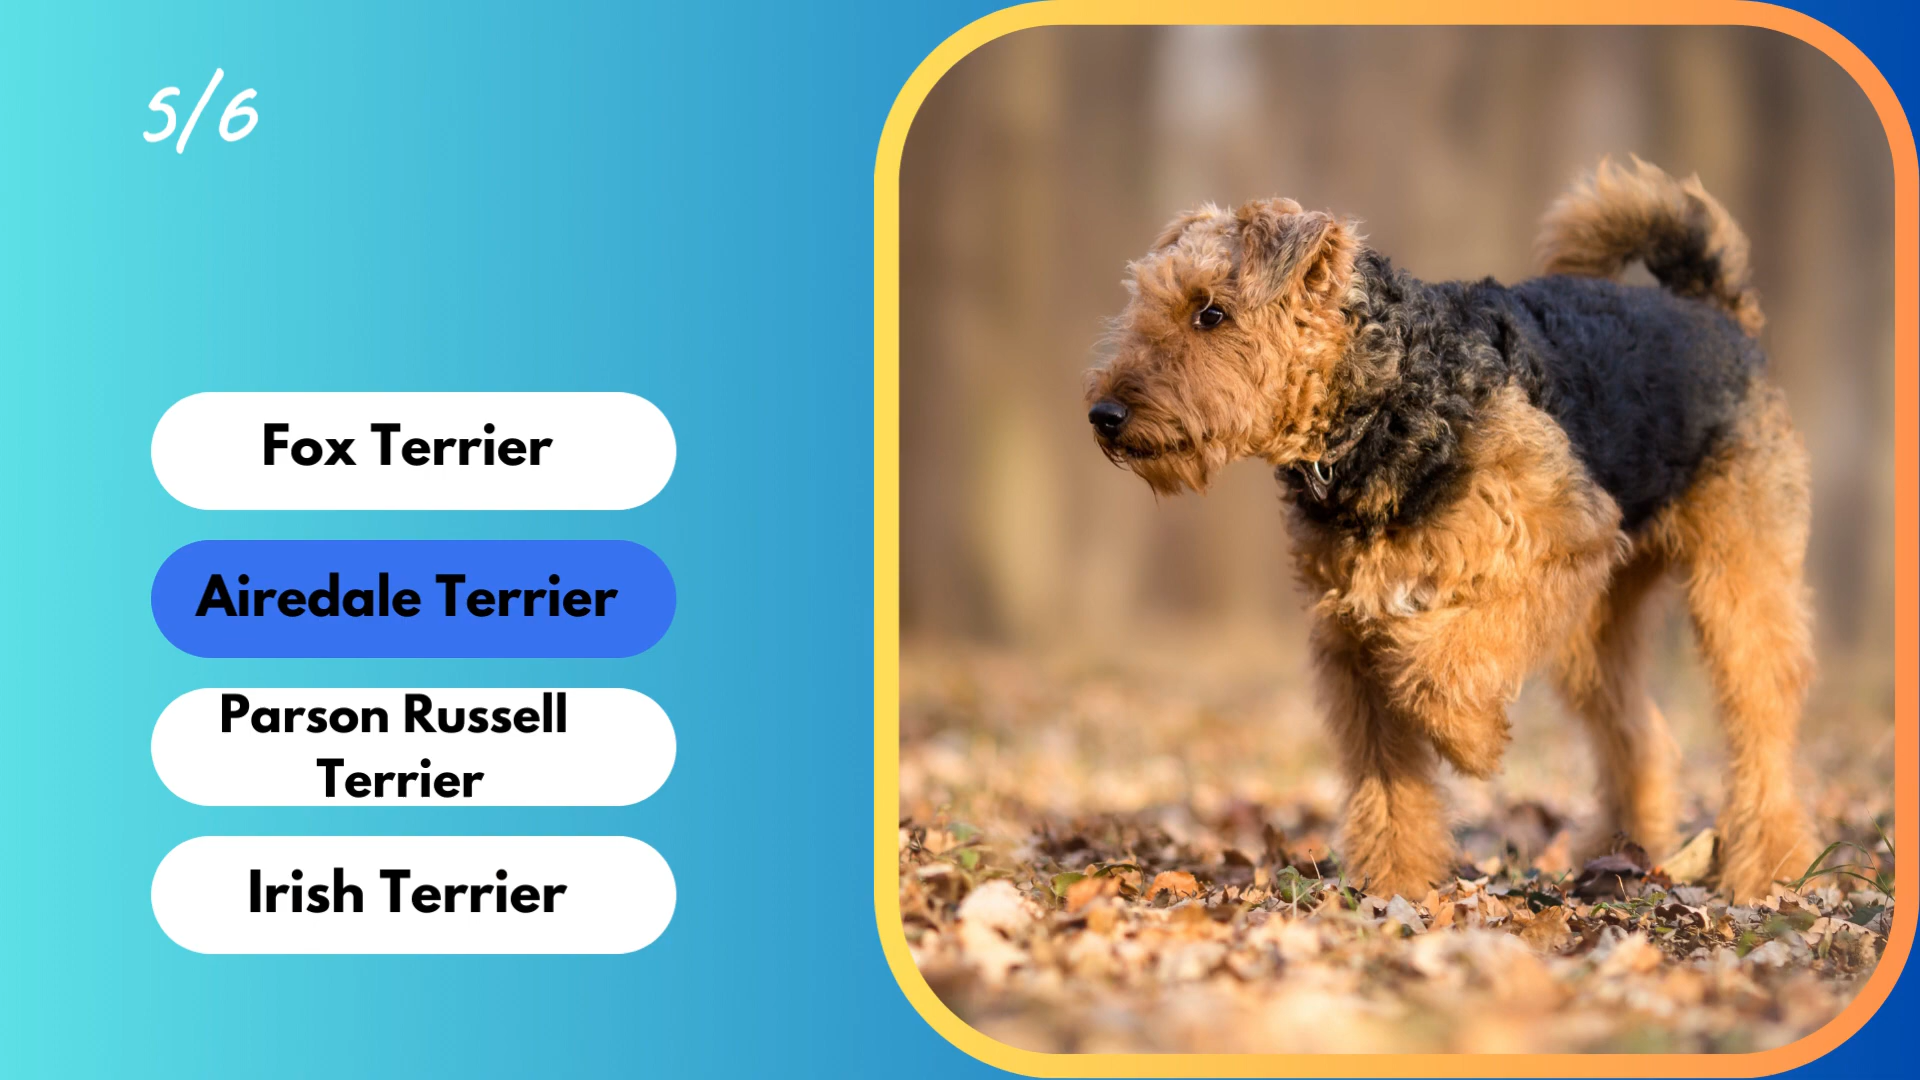 5/6
Fox Terrier
Airedale Terrier
Parson Russell
Terrier
Irish Terrier